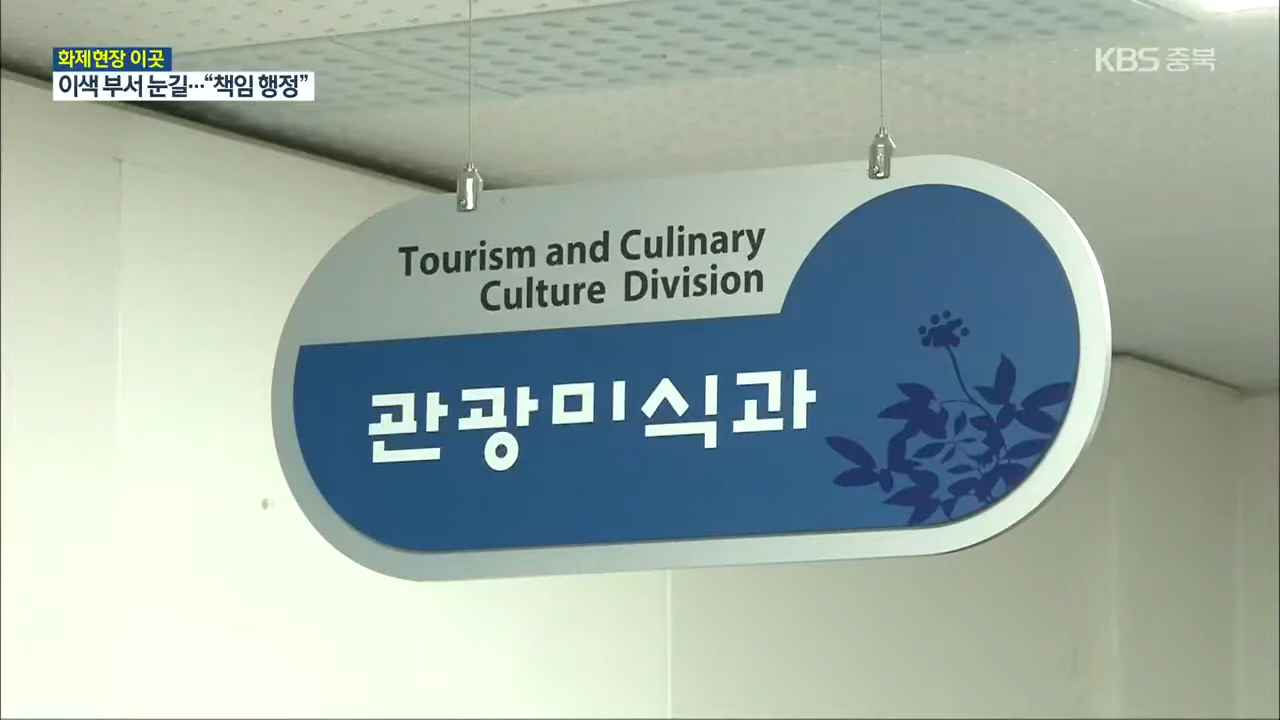 화제현장 이곳
이색 부서 눈길…“책임 행정”
KBS 충북
Tourism and Culinary
Culture Division
관광미식과